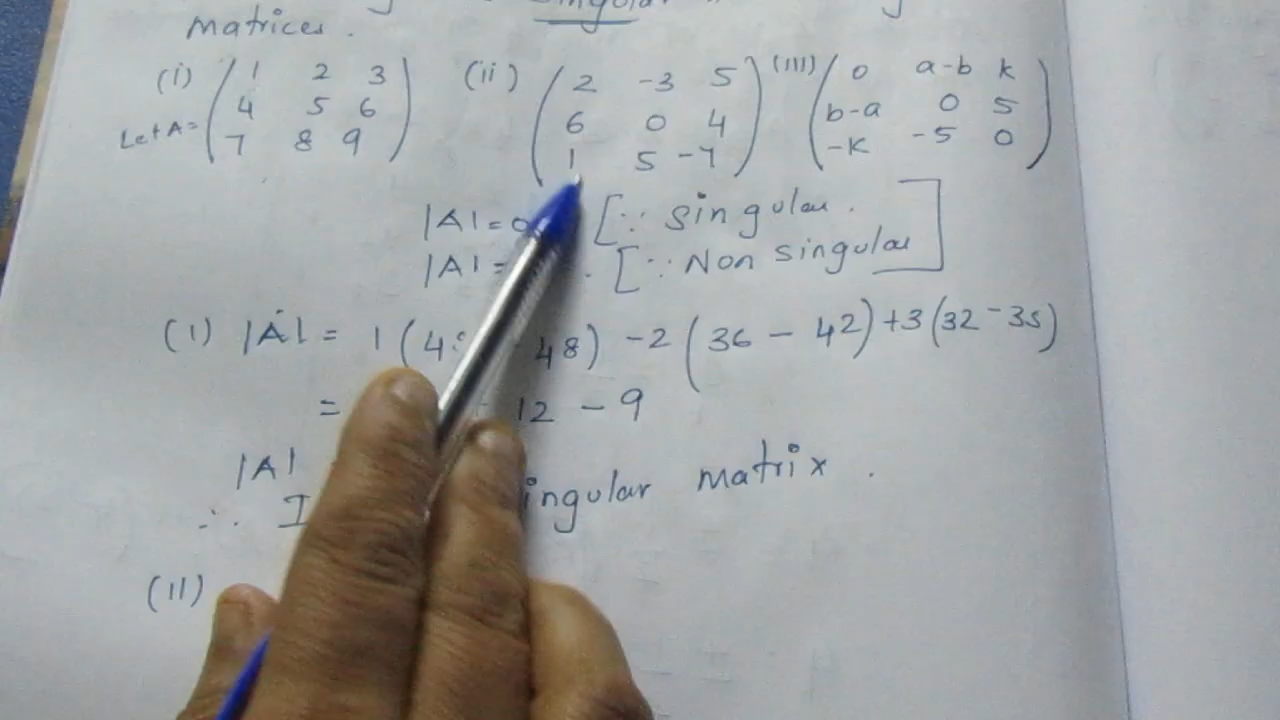 Singular
matrices.
(i) (ii) (III)
Let A = ( 1 2 3 ) ( 2 -3 5 ) ( 0 a-b k )
( 4 5 6 ) ( 6 0 4 ) ( b-a 0 5 )
( 7 8 9 ) ( 1 5 -7 ) ( -K -5 0 )
|A| = 0 [∵ Singular.
|A| = . [∵ Non singular]
(1) |A| = 1 ( 48) -2 (36 - 42) +3 (32 -35)
= 12 - 9
|A|
∴ I ingular matrix.
(II)